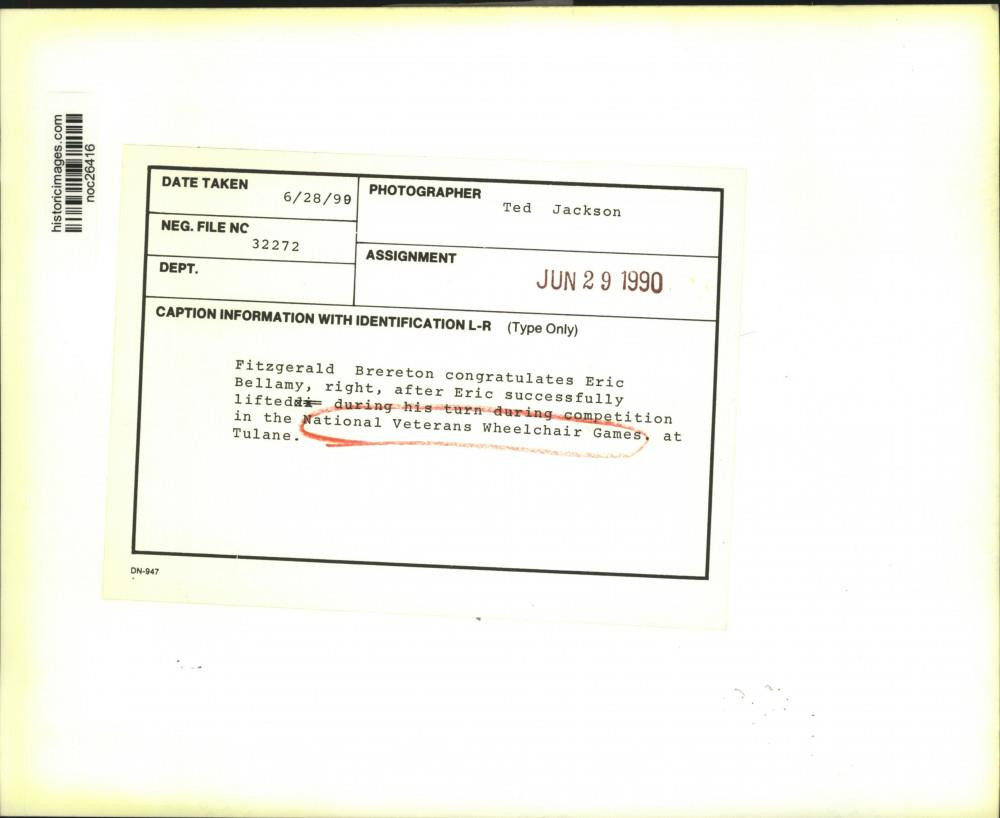 historicimages.com
noc26416
DATE TAKEN
6/28/90
PHOTOGRAPHER
Ted Jackson
NEG. FILE NO
32272
ASSIGNMENT
JUN 29 1990
DEPT.
CAPTION INFORMATION WITH IDENTIFICATION L-R (Type Only)
Fitzgerald Brereton congratulates Eric
Bellamy, right, after Eric successfully
lifted during his turn during competition
in the National Veterans Wheelchair Games, at
Tulane.
DN-947